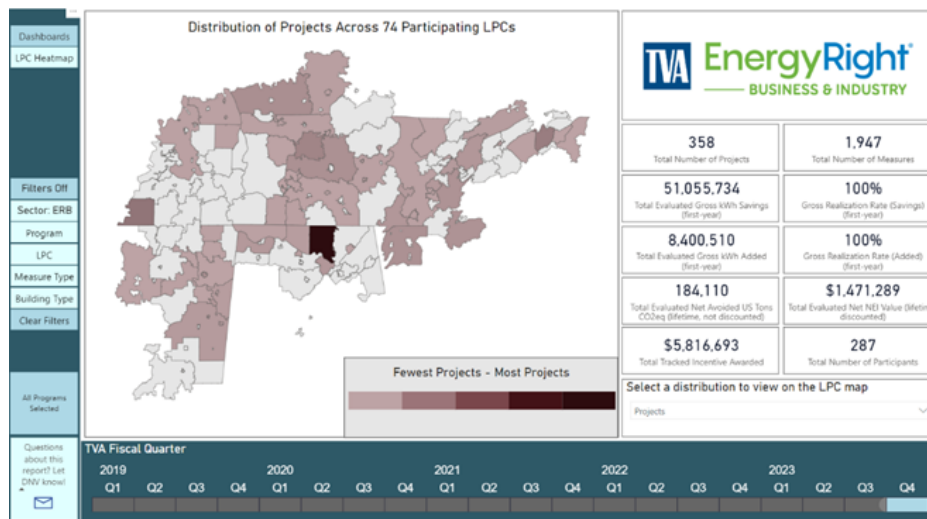 Dashboards
LPC Heatmap
Filters Off
Sector: ERB
Program
LPC
Measure Type
Building Type
Clear Filters
All Programs
Selected
Questions
about this
report? Let
DNV know!
Distribution of Projects Across 74 Participating LPCs
Fewest Projects - Most Projects
TVA EnergyRight®
BUSINESS & INDUSTRY
358
Total Number of Projects
1,947
Total Number of Measures
51,055,734
Total Evaluated Gross kWh Savings
(first-year)
100%
Gross Realization Rate (Savings)
(first-year)
8,400,510
Total Evaluated Gross kWh Added
(first-year)
100%
Gross Realization Rate (Added)
(first-year)
184,110
Total Evaluated Net Avoided US Tons
CO2eq (lifetime, not discounted)
$1,471,289
Total Evaluated Net NEI Value (lifetim
discounted)
$5,816,693
Total Tracked Incentive Awarded
287
Total Number of Participants
Select a distribution to view on the LPC map
Projects
TVA Fiscal Quarter
2019 2020 2021 2022 2023
Q1 Q2 Q3 Q4 Q1 Q2 Q3 Q4 Q1 Q2 Q3 Q4 Q1 Q2 Q3 Q4 Q1 Q2 Q3 Q4